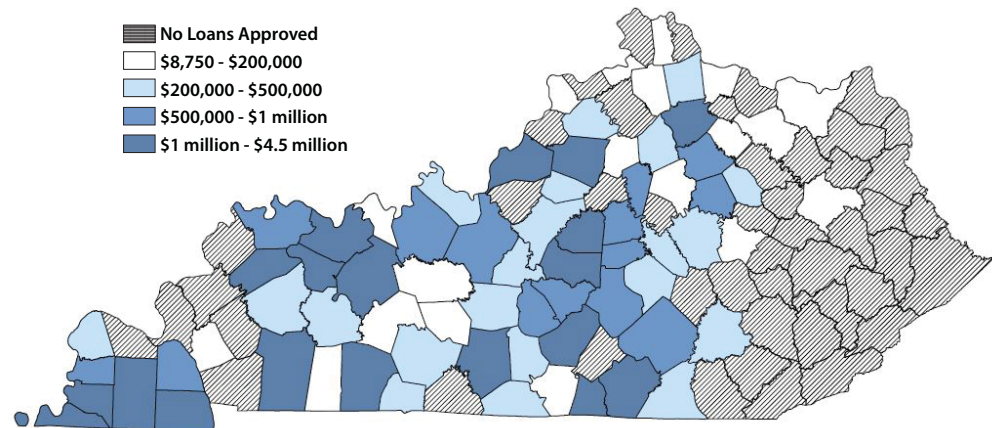 No Loans Approved
$8,750 - $200,000
$200,000 - $500,000
$500,000 - $1 million
$1 million - $4.5 million